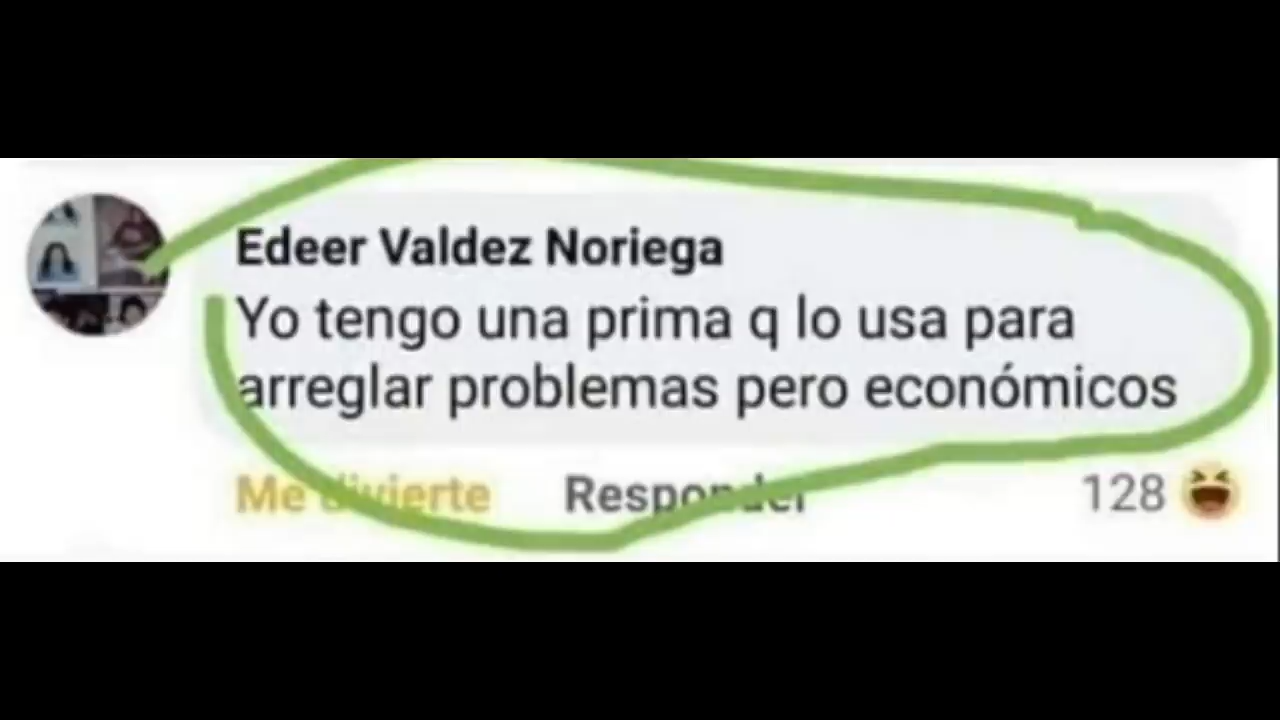 Edeer Valdez Noriega
Yo tengo una prima q lo usa para
arreglar problemas pero económicos
Me divierte Responder 128